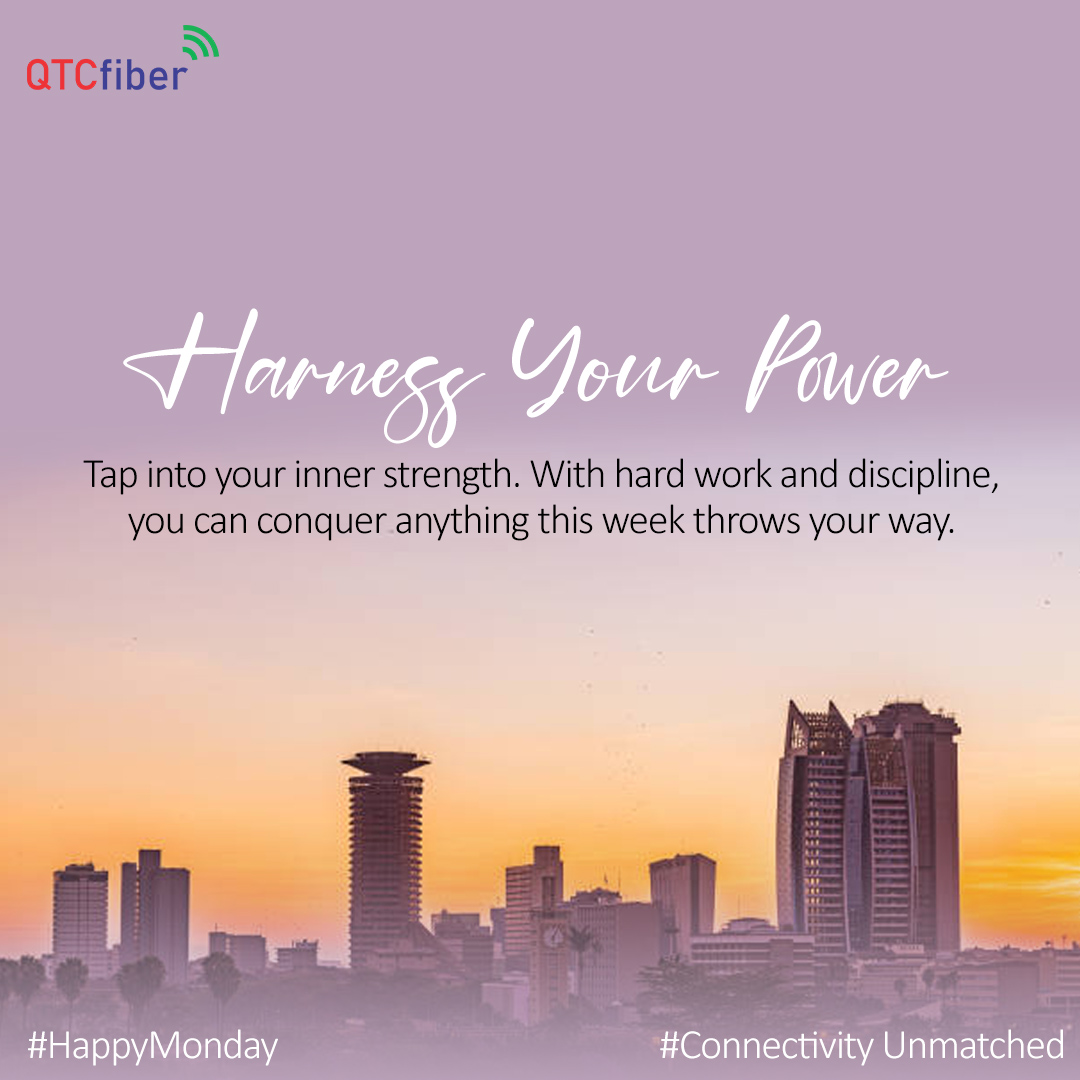 QTCfiber
Harness Your Power
Tap into your inner strength. With hard work and discipline,
you can conquer anything this week throws your way.
#HappyMonday
#Connectivity Unmatched